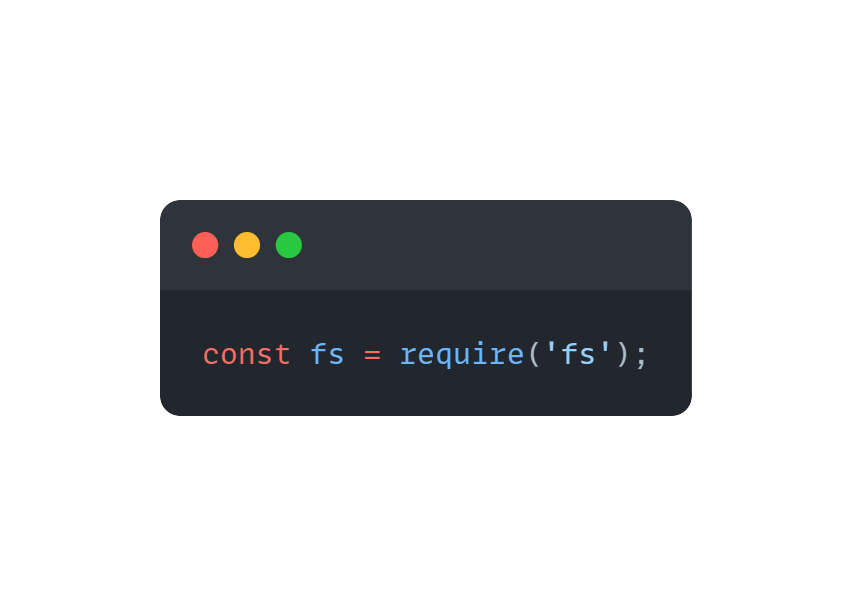 const fs = require('fs');